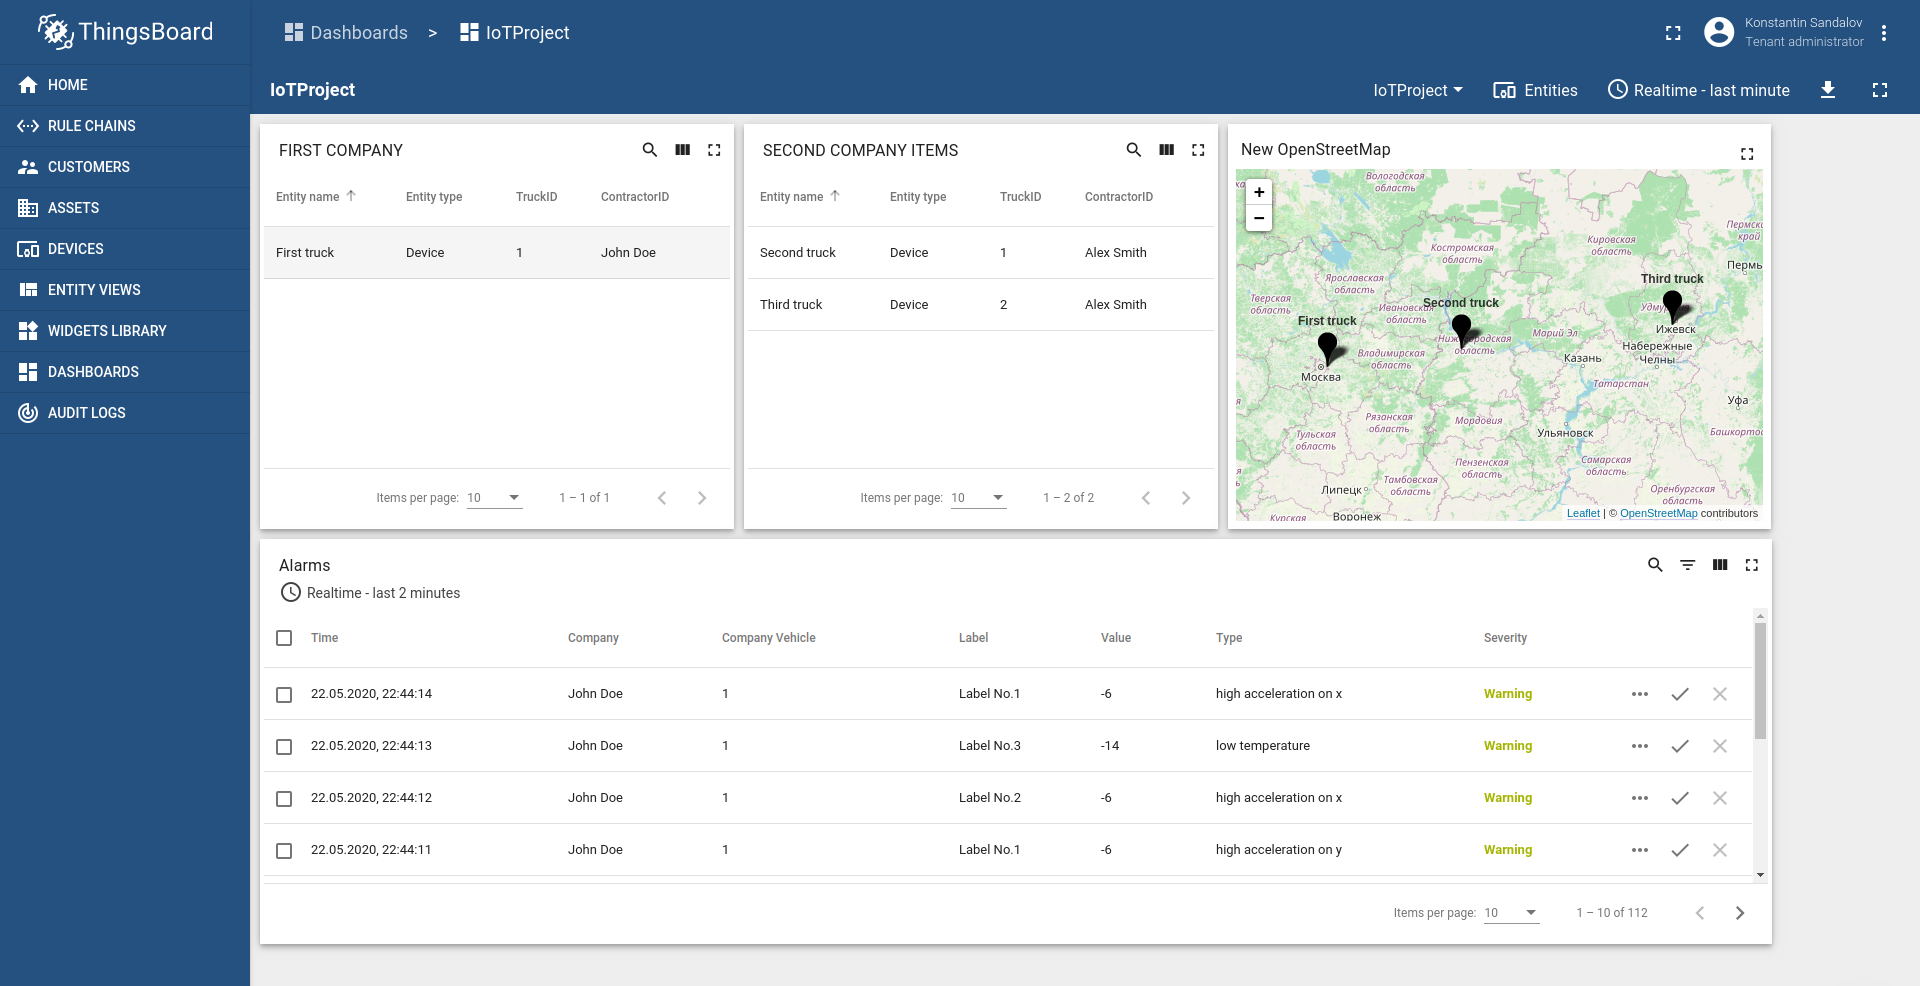 ThingsBoard
Dashboards > IoTProject
Konstantin Sandalov
Tenant administrator
HOME
RULE CHAINS
CUSTOMERS
ASSETS
DEVICES
ENTITY VIEWS
WIDGETS LIBRARY
DASHBOARDS
AUDIT LOGS
IoTProject
IoTProject Entities Realtime - last minute
FIRST COMPANY
Entity name Entity type TruckID ContractorID
First truck Device 1 John Doe
Items per page: 10 1 – 1 of 1
SECOND COMPANY ITEMS
Entity name Entity type TruckID ContractorID
Second truck Device 1 Alex Smith
Third truck Device 2 Alex Smith
Items per page: 10 1 – 2 of 2
New OpenStreetMap
+
−
Вологодская
область
Костромская
область
Кировская
область
Пермь
Ярославская
область
Тверская
область
Ивановская
область
Third truck
Second truck
First truck
Ижевск
Марий Эл
область
Владимирская
область
Набережные
Челны
Казань
Москва
Татарстан
Уфа
Рязанская
область
Мордовия
Ульяновск
Тульская
область
Пензенская
область
Самарская
область
Тамбовская
область
Липецк
Оренбургская
область
Воронеж
Курская
Leaflet | © OpenStreetMap contributors
Alarms
Realtime - last 2 minutes
Time Company Company Vehicle Label Value Type Severity
22.05.2020, 22:44:14 John Doe 1 Label No.1 -6 high acceleration on x Warning
22.05.2020, 22:44:13 John Doe 1 Label No.3 -14 low temperature Warning
22.05.2020, 22:44:12 John Doe 1 Label No.2 -6 high acceleration on x Warning
22.05.2020, 22:44:11 John Doe 1 Label No.1 -6 high acceleration on y Warning
Items per page: 10 1 – 10 of 112